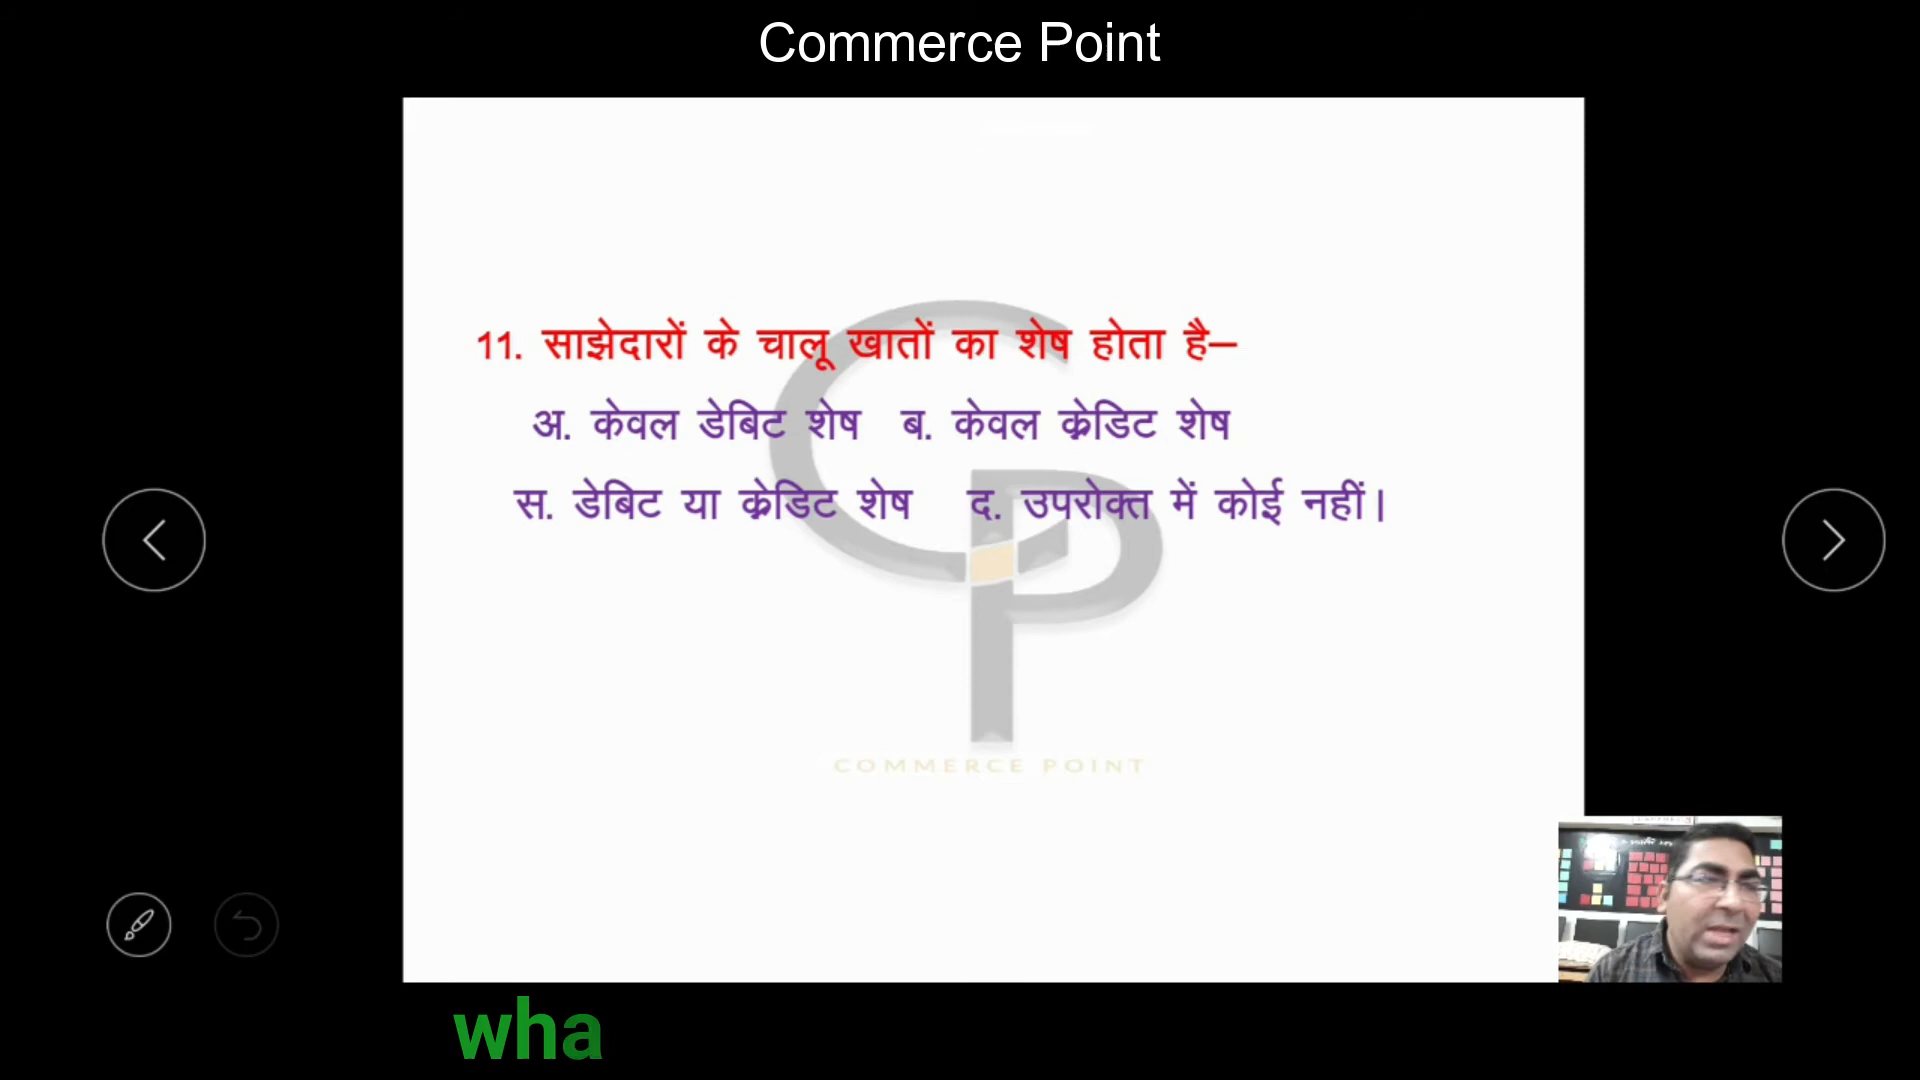 Commerce Point
11. साझेदारों के चालू खातों का शेष होता है–
अ. केवल डेबिट शेष ब. केवल क्रेडिट शेष
स. डेबिट या क्रेडिट शेष द. उपरोक्त में कोई नहीं।
COMMERCE POINT
wha